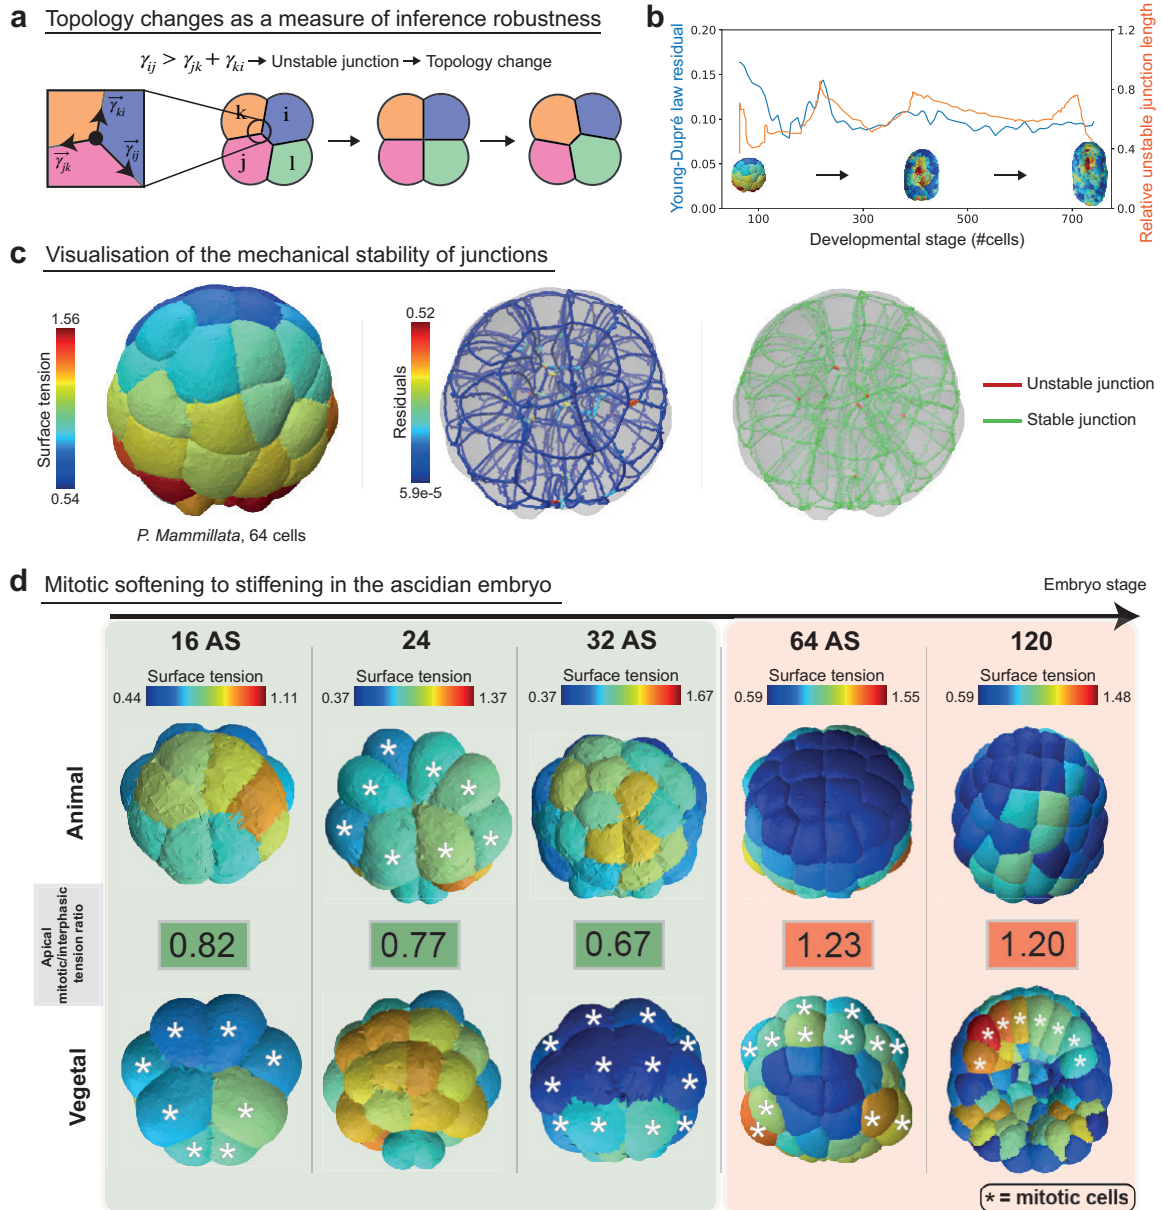 a Topology changes as a measure of inference robustness
γij > γjk + γki → Unstable junction → Topology change
γki
γjk
γij
k i
j l
b
Young-Dupré law residual
0.20
0.15
0.10
0.05
0.00
1.2
0.8
0.4
0.0
Relative unstable junction length
100 300 500 700
Developmental stage (#cells)
c Visualisation of the mechanical stability of junctions
1.56
Surface tension
0.54
P. Mammillata, 64 cells
0.52
Residuals
5.9e-5
Unstable junction
Stable junction
d Mitotic softening to stiffening in the ascidian embryo
Embryo stage
16 AS 24 32 AS 64 AS 120
Surface tension Surface tension Surface tension Surface tension Surface tension
0.44 1.11 0.37 1.37 0.37 1.67 0.59 1.55 0.59 1.48
Animal
Apical
mitotic/interphasic
tension ratio
0.82 0.77 0.67 1.23 1.20
Vegetal
* = mitotic cells